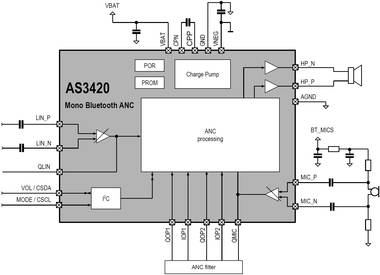 VBAT
VBAT
CPN
CPP
GND
VNEG
POR
PROM
Charge Pump
HP_N
HP_P
AGND
AS3420
Mono Bluetooth ANC
ANC
processing
LIN_P
LIN_N
QLIN
VOL / CSDA
MODE / CSCL
I²C
BT_MICS
MIC_P
MIC_N
QOP1
IOP1
QOP2
IOP2
QMIC
ANC filter